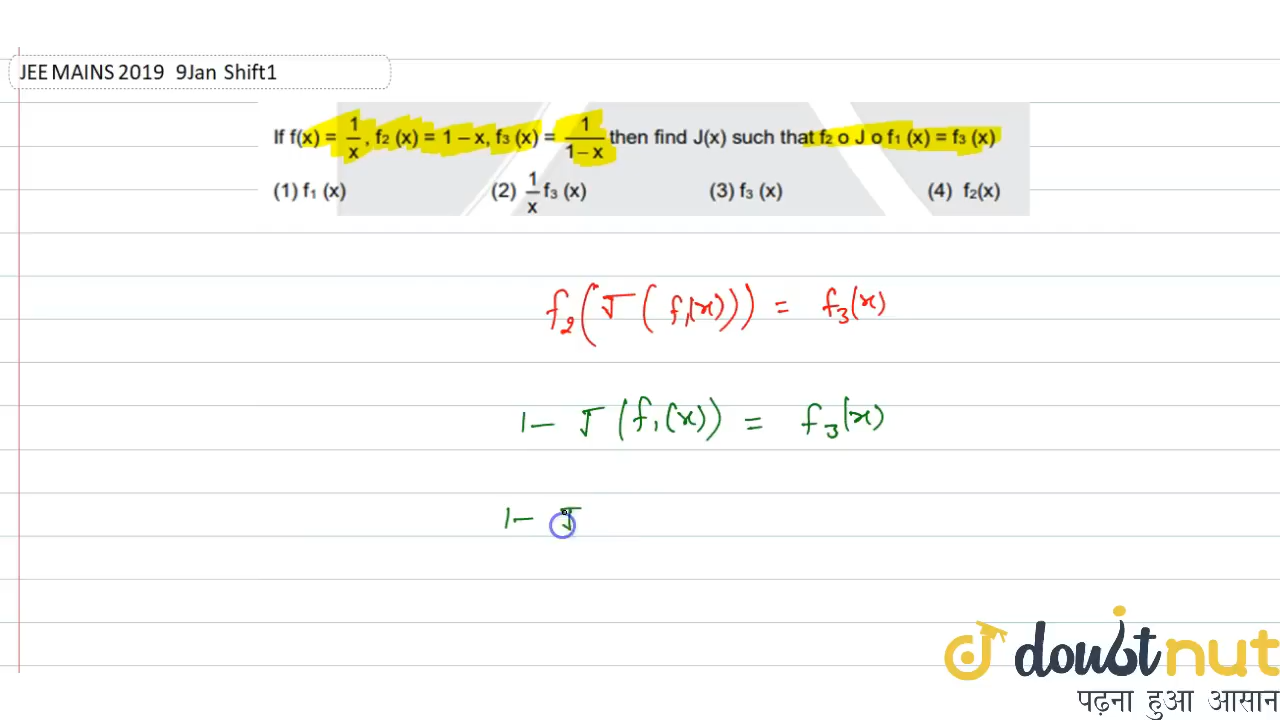 JEE MAINS 2019 9Jan Shift1
If f(x) = 1/x, f₂ (x) = 1 – x, f₃ (x) = 1/(1–x) then find J(x) such that f₂ o J o f₁ (x) = f₃ (x)
(1) f₁ (x) (2) 1/x f₃ (x) (3) f₃ (x) (4) f₂(x)
f₂(J(f₁(x))) = f₃(x)
1 – J(f₁(x)) = f₃(x)
1 – J
doubtnut
पढ़ना हुआ आसान